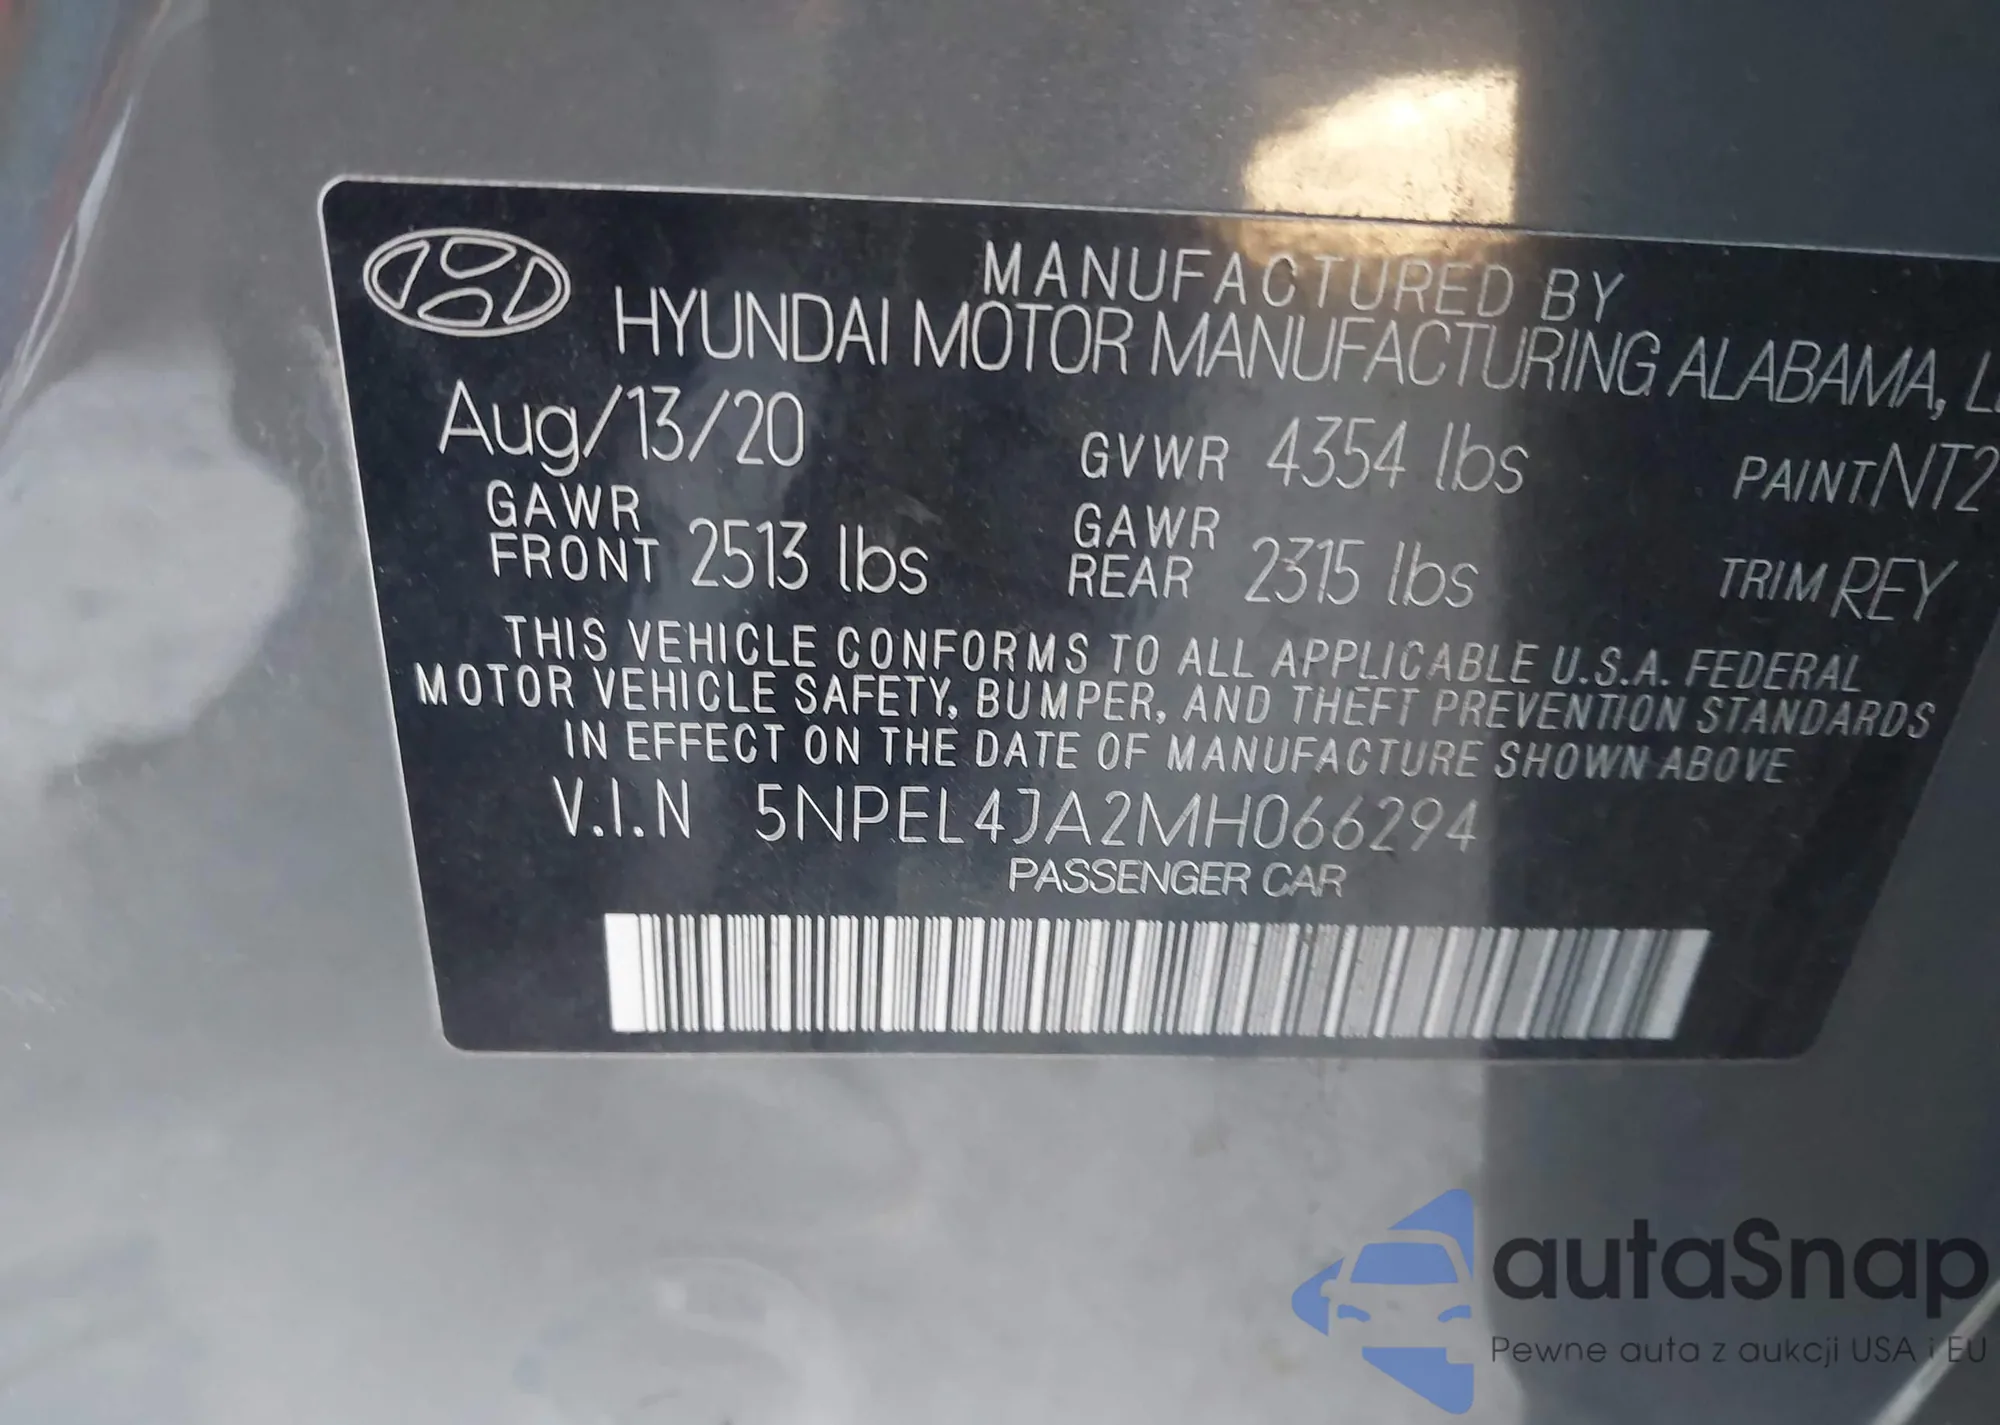 MANUFACTURED BY
HYUNDAI MOTOR MANUFACTURING ALABAMA, L
Aug/13/20 GVWR 4354 lbs PAINT NT2
GAWR FRONT 2513 lbs GAWR REAR 2315 lbs TRIM REY
THIS VEHICLE CONFORMS TO ALL APPLICABLE U.S.A. FEDERAL
MOTOR VEHICLE SAFETY, BUMPER, AND THEFT PREVENTION STANDARDS
IN EFFECT ON THE DATE OF MANUFACTURE SHOWN ABOVE
V.I.N 5NPEL4JA2MH066294
PASSENGER CAR
autaSnap
Pewne auta z aukcji USA i EU